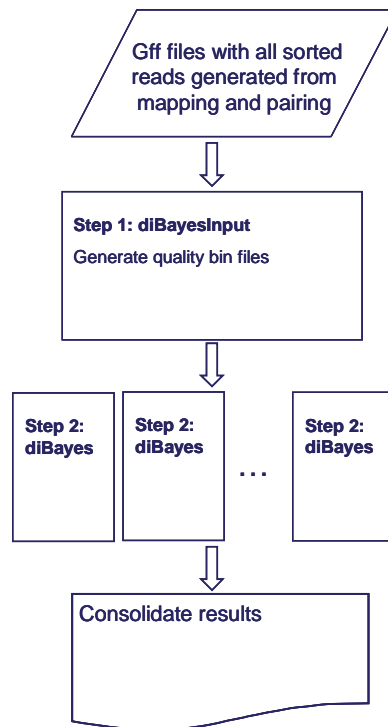 Gff files with all sorted
reads generated from
mapping and pairing
Step 1: diBayesInput
Generate quality bin files
Step 2:
diBayes
Step 2:
diBayes
...
Step 2:
diBayes
Consolidate results